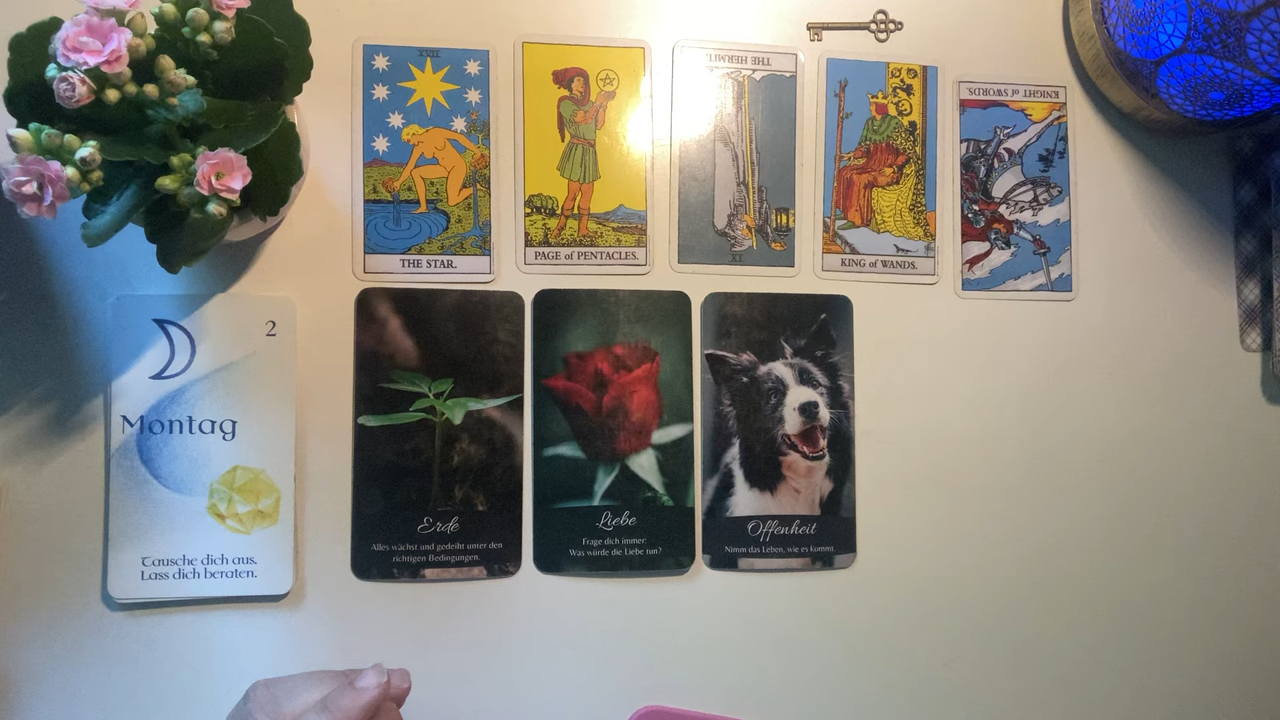 XVII
THE STAR.
PAGE of PENTACLES.
THE HERMIT.
IX
KING of WANDS.
KNIGHT of SWORDS.
2
Montag
Tausche dich aus.
Lass dich beraten.
Erde
Alles wächst und gedeiht unter den
richtigen Bedingungen.
Liebe
Frage dich immer:
Was würde die Liebe tun?
Offenheit
Nimm das Leben, wie es kommt.